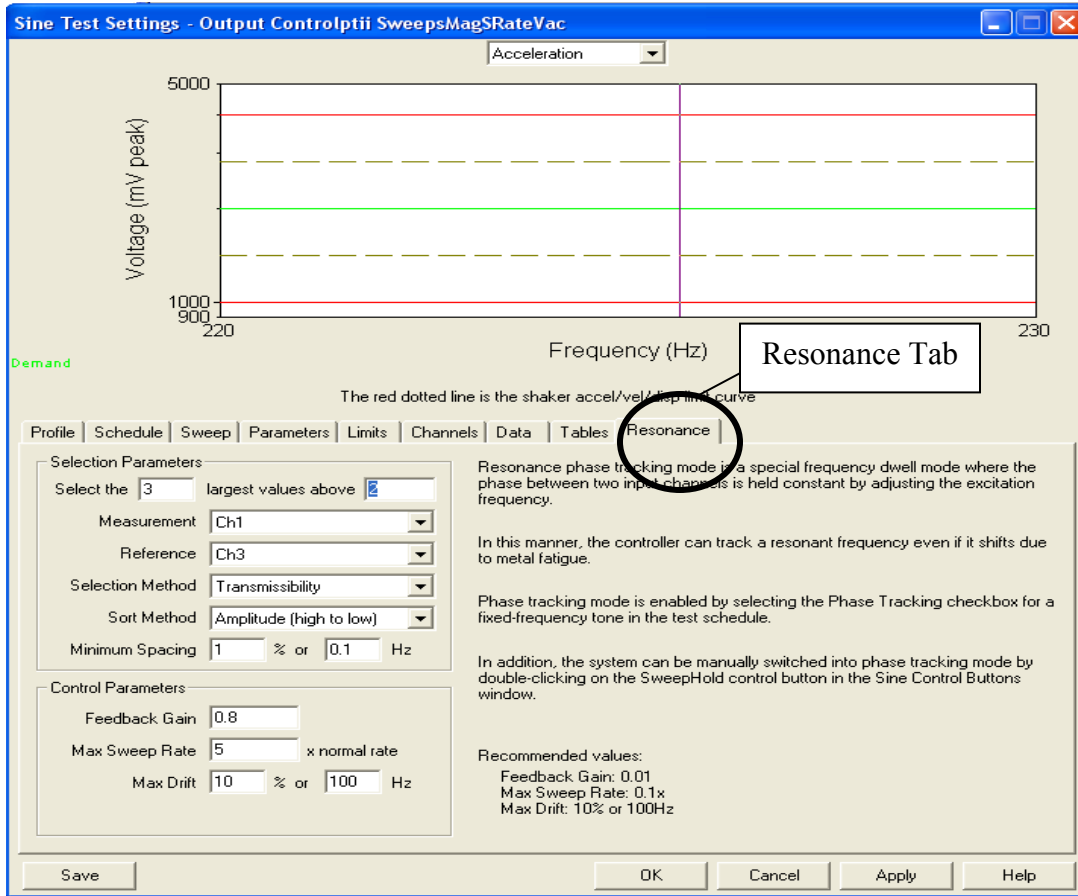 Sine Test Settings - Output Controlptii SweepsMagSRateVac
Acceleration
5000
Voltage (mV peak)
1000
900
220
230
Frequency (Hz)
Demand
Resonance Tab
The red dotted line is the shaker accel/vel/disp limit curve
Profile Schedule Sweep Parameters Limits Channels Data Tables Resonance
Selection Parameters
Select the 3 largest values above 2
Measurement Ch1
Reference Ch3
Selection Method Transmissibility
Sort Method Amplitude (high to low)
Minimum Spacing 1 % or 0.1 Hz
Control Parameters
Feedback Gain 0.8
Max Sweep Rate 5 x normal rate
Max Drift 10 % or 100 Hz
Resonance phase tracking mode is a special frequency dwell mode where the
phase between two input channels is held constant by adjusting the excitation
frequency.
In this manner, the controller can track a resonant frequency even if it shifts due
to metal fatigue.
Phase tracking mode is enabled by selecting the Phase Tracking checkbox for a
fixed-frequency tone in the test schedule.
In addition, the system can be manually switched into phase tracking mode by
double-clicking on the SweepHold control button in the Sine Control Buttons
window.
Recommended values:
Feedback Gain: 0.01
Max Sweep Rate: 0.1x
Max Drift: 10% or 100Hz
Save OK Cancel Apply Help